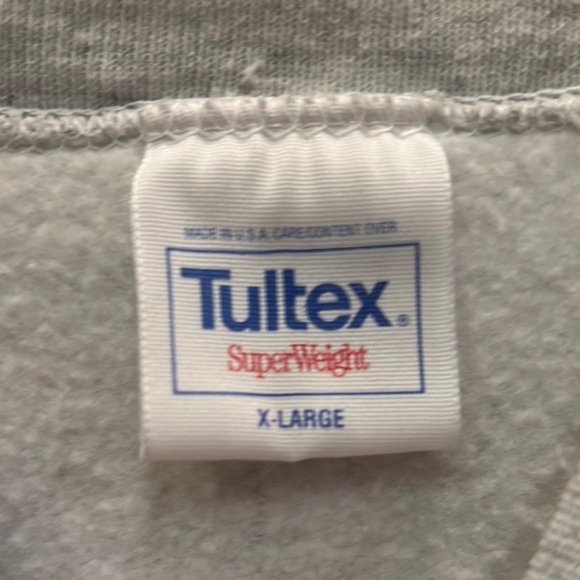 MADE IN U.S.A. CARE/CONTENT OVER
Tultex®
SuperWeight
X-LARGE